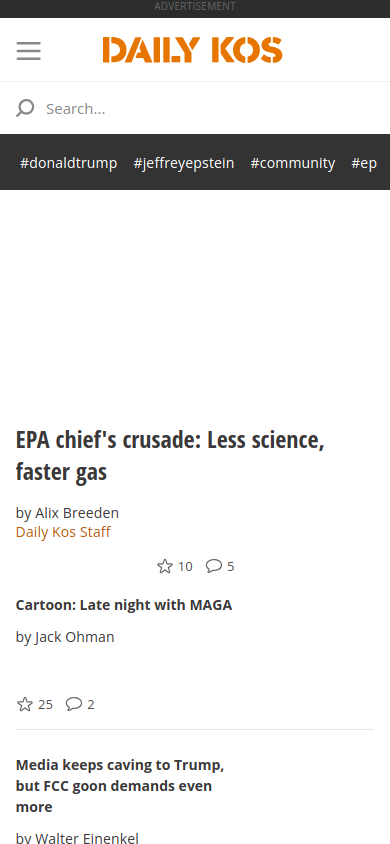 ADVERTISEMENT
DAILY KOS
Search...
#donaldtrump #jeffreyepstein #community #ep
EPA chief's crusade: Less science,
faster gas
by Alix Breeden
Daily Kos Staff
10 5
Cartoon: Late night with MAGA
by Jack Ohman
25 2
Media keeps caving to Trump,
but FCC goon demands even
more
by Walter Einenkel